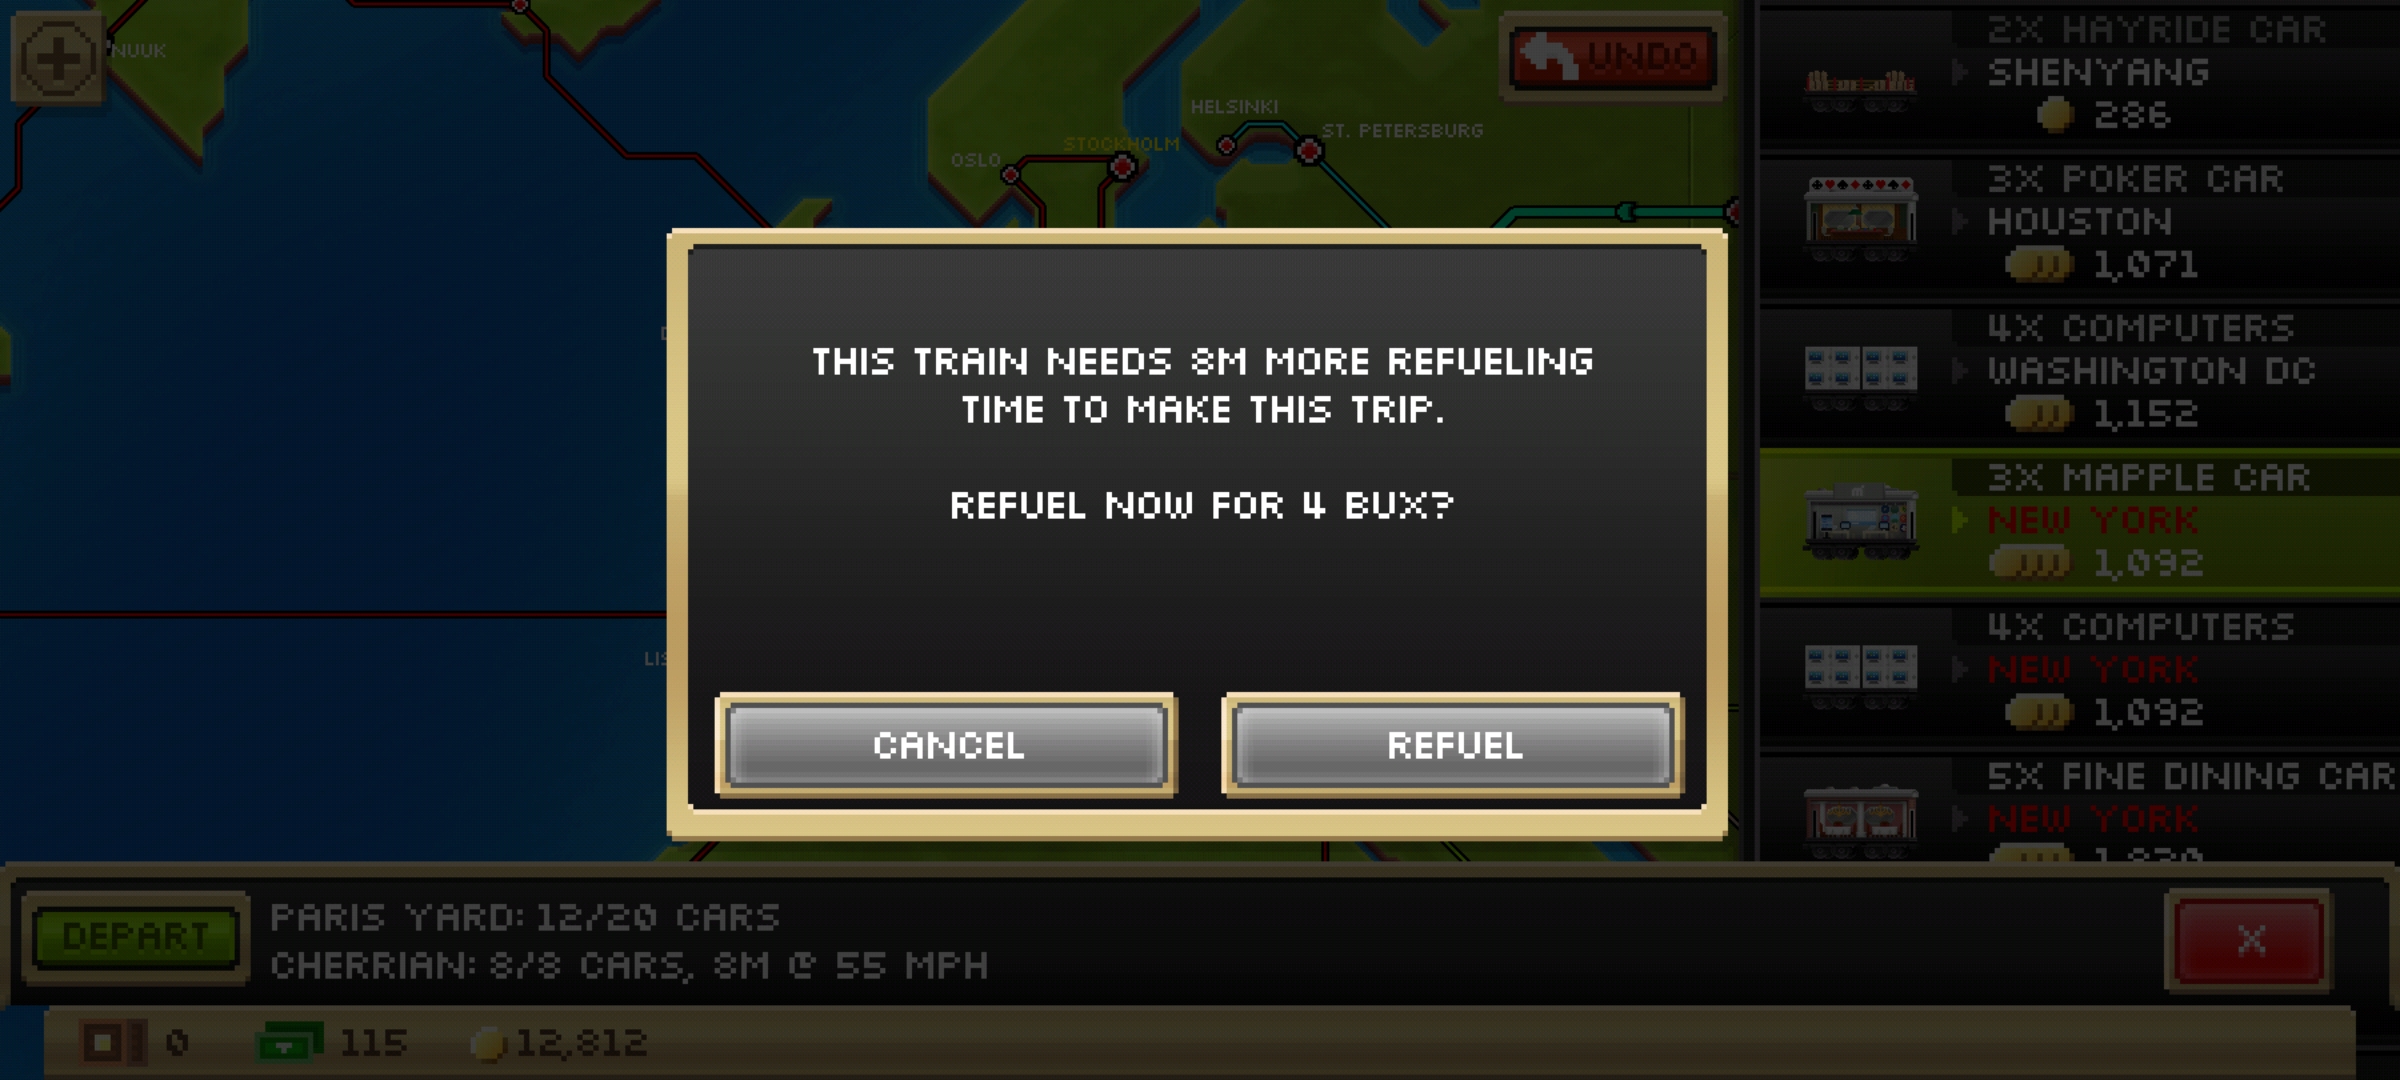 NUUK
UNDO
HELSINKI
ST. PETERSBURG
STOCKHOLM
OSLO
2X HAYRIDE CAR
SHENYANG
286
3X POKER CAR
HOUSTON
1,071
4X COMPUTERS
WASHINGTON DC
1,152
3X MAPPLE CAR
NEW YORK
1,092
4X COMPUTERS
NEW YORK
1,092
5X FINE DINING CAR
NEW YORK
THIS TRAIN NEEDS 8M MORE REFUELING
TIME TO MAKE THIS TRIP.
REFUEL NOW FOR 4 BUX?
LIS
CANCEL
REFUEL
DEPART
PARIS YARD: 12/20 CARS
CHERRIAN: 8/8 CARS, 8M @ 55 MPH
X
0
115
12,812